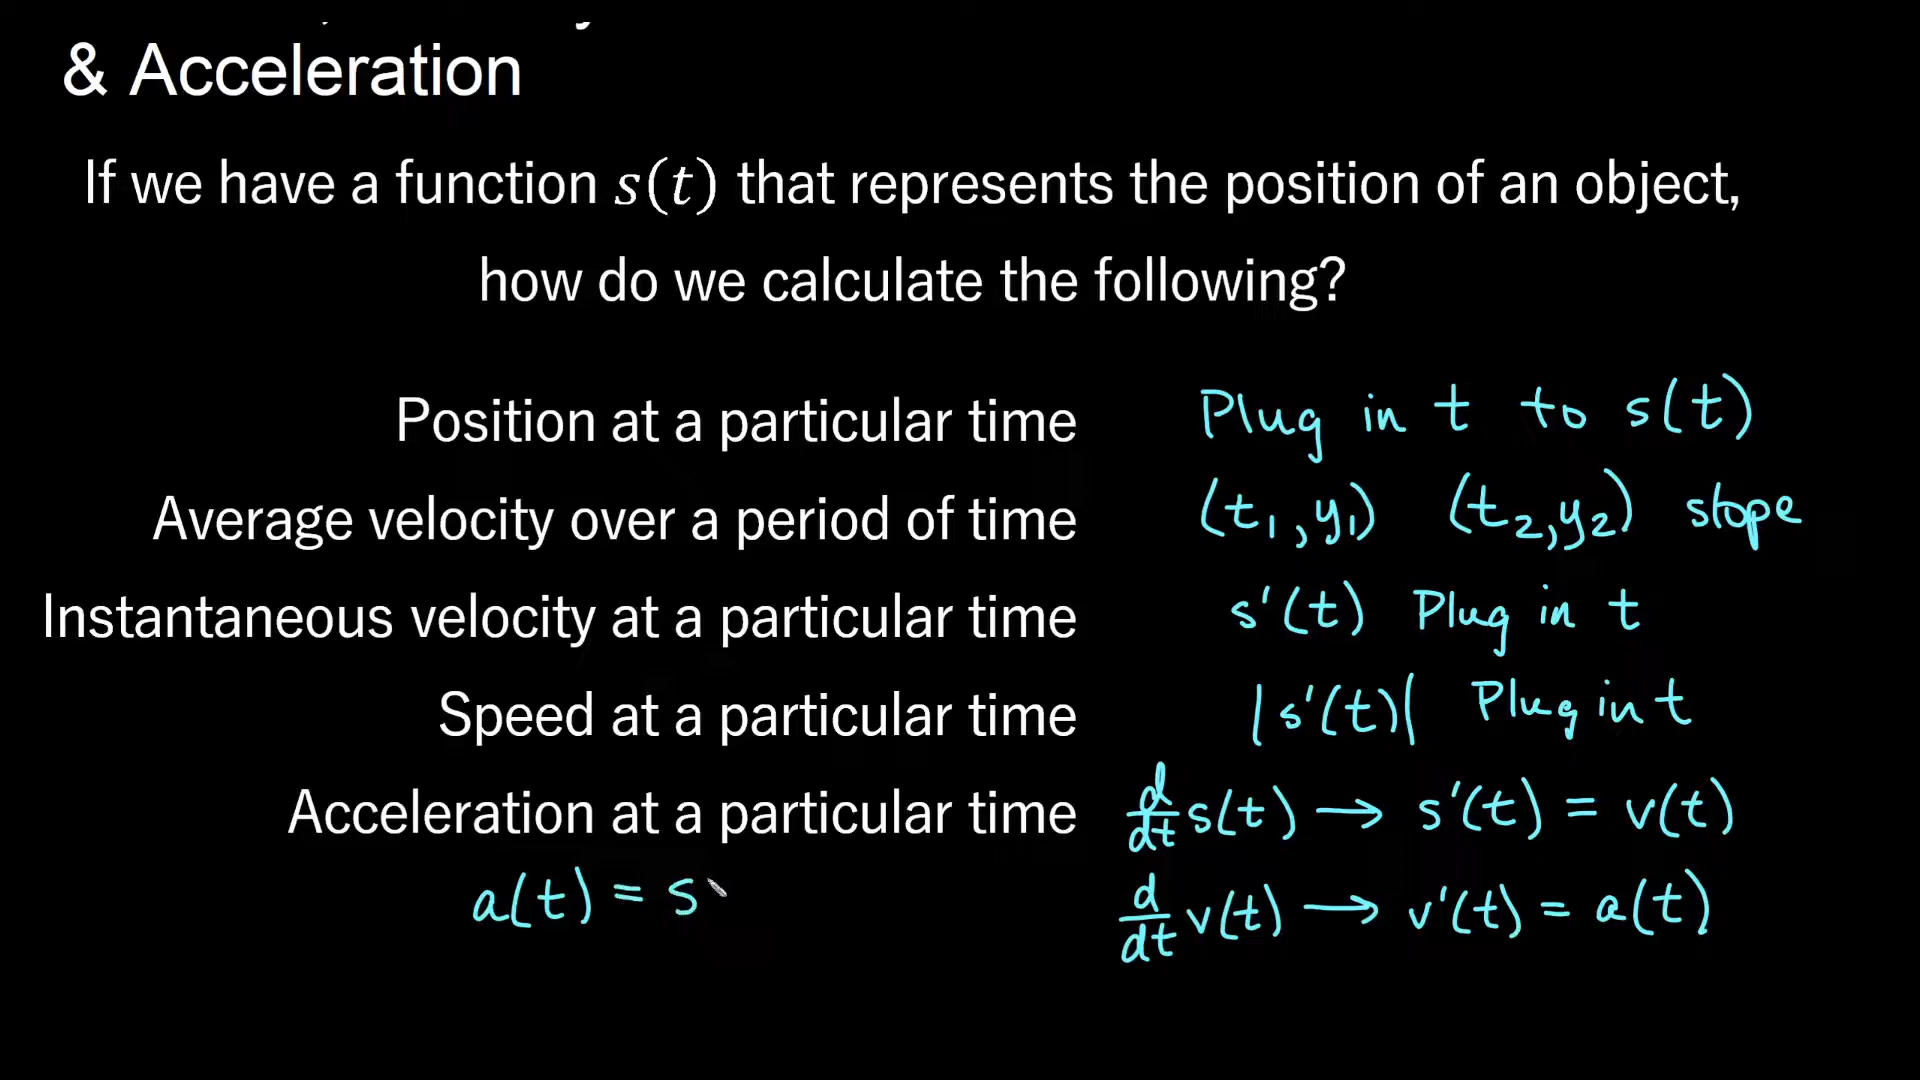 & Acceleration
If we have a function s(t) that represents the position of an object,
how do we calculate the following?
Position at a particular time Plug in t to s(t)
Average velocity over a period of time (t₁,y₁) (t₂,y₂) slope
Instantaneous velocity at a particular time s'(t) Plug in t
Speed at a particular time |s'(t)| Plug in t
Acceleration at a particular time d/dt s(t) → s'(t) = v(t)
a(t) = s d/dt v(t) → v'(t) = a(t)